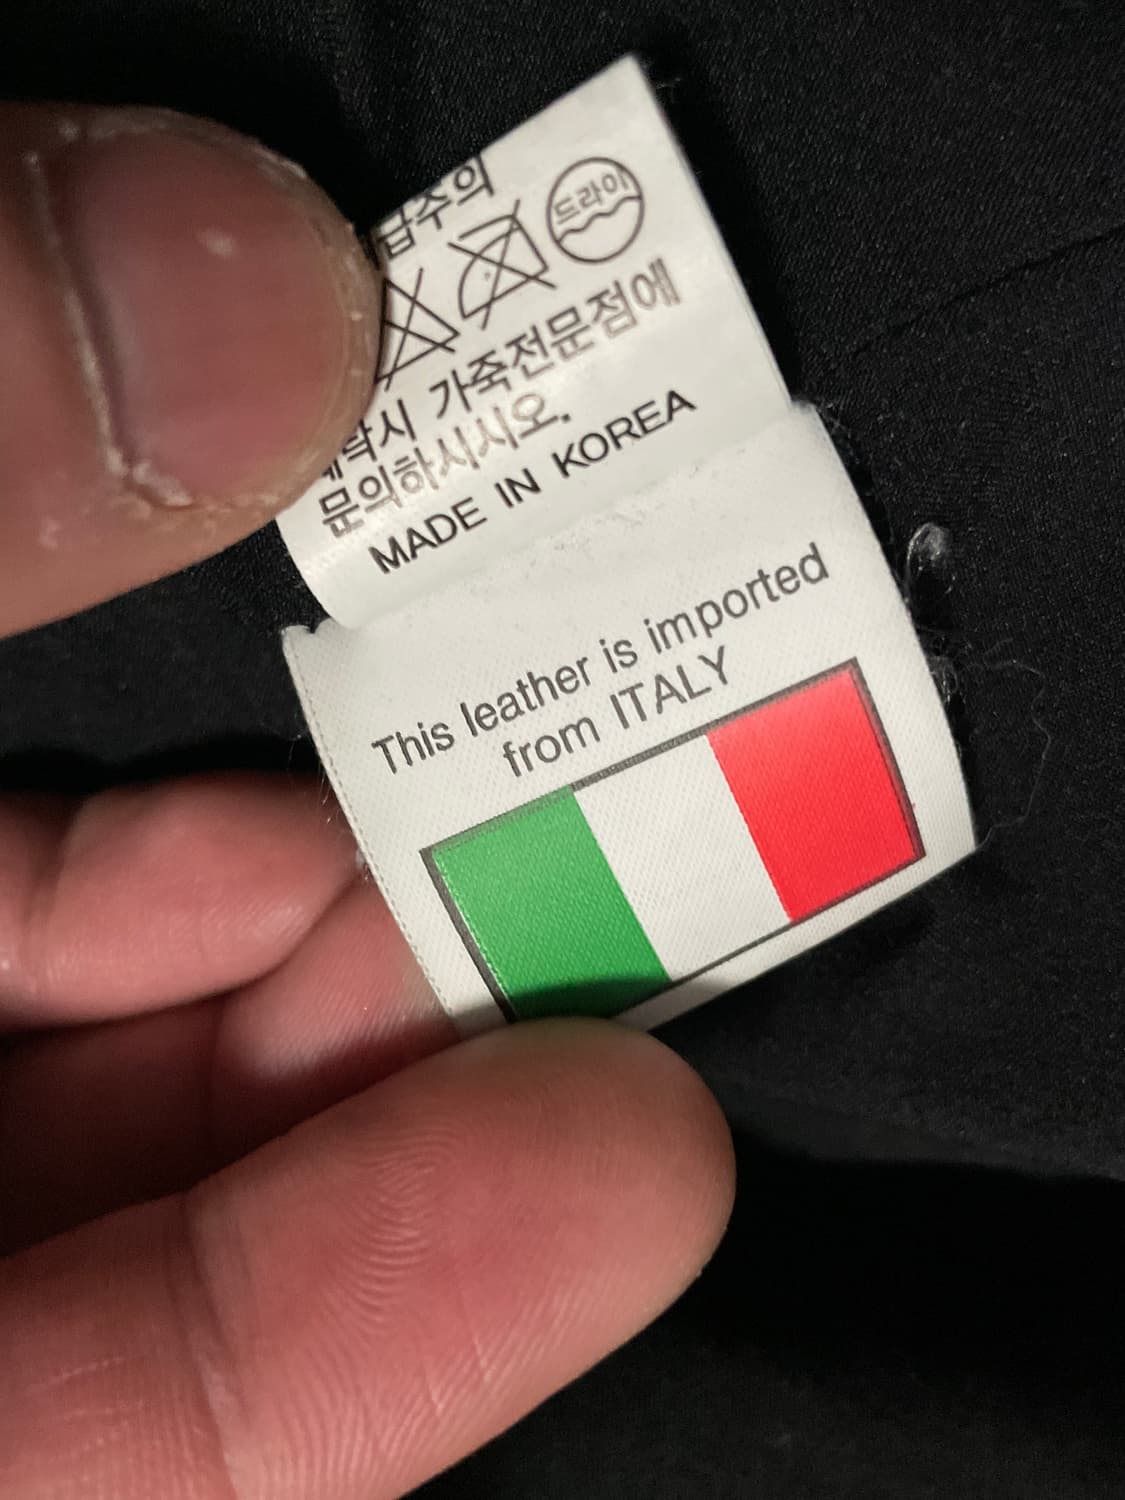 드라이
가죽전문점에
문의하십시오.
MADE IN KOREA
This leather is imported
from ITALY